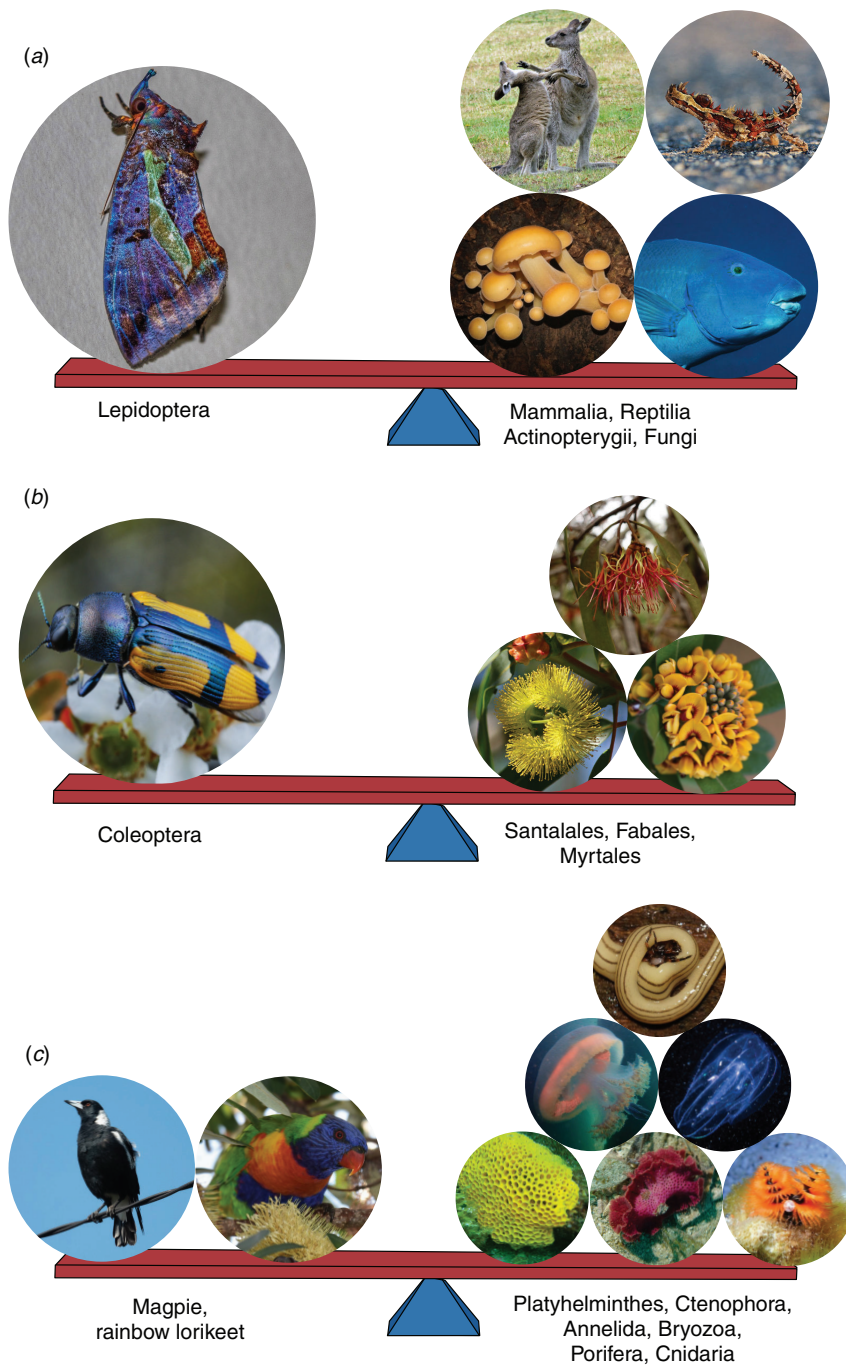 (a)
Lepidoptera
Mammalia, Reptilia
Actinopterygii, Fungi
(b)
Coleoptera
Santalales, Fabales,
Myrtales
(c)
Magpie,
rainbow lorikeet
Platyhelminthes, Ctenophora,
Annelida, Bryozoa,
Porifera, Cnidaria